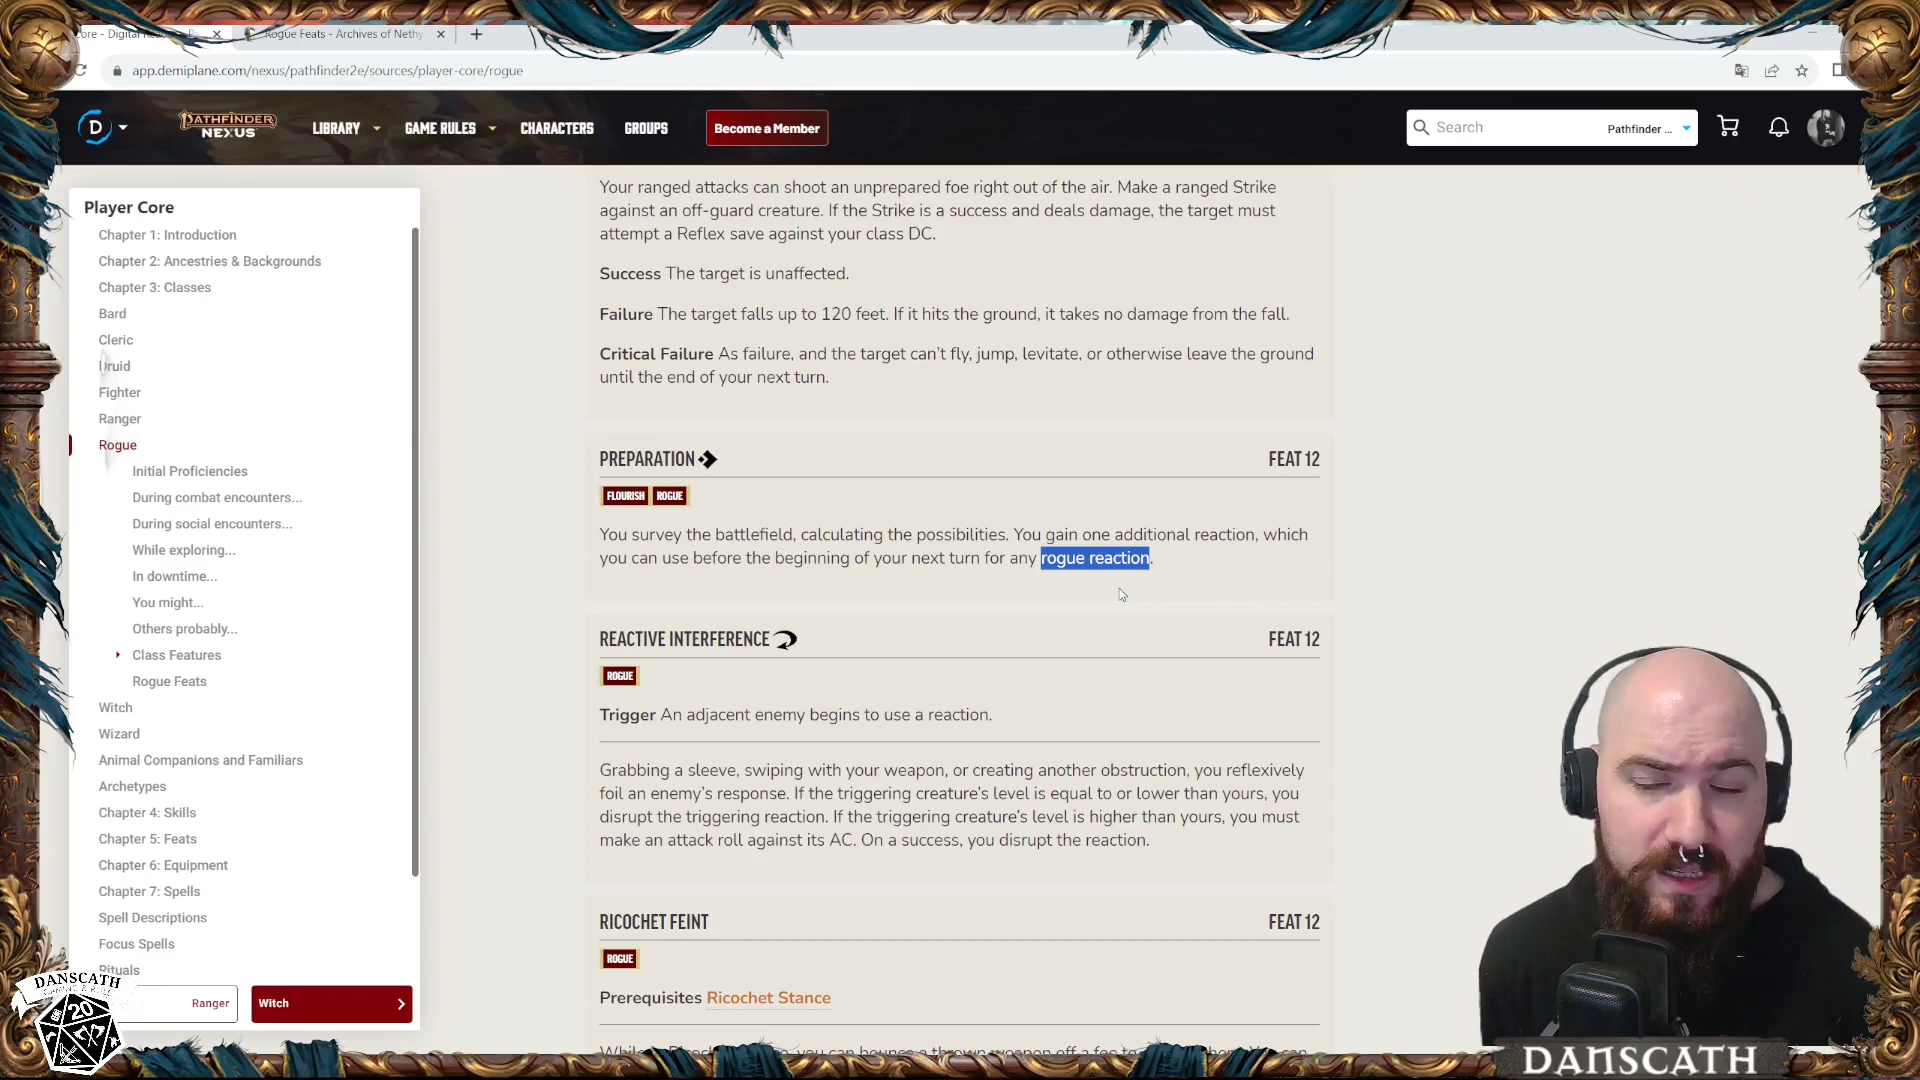 Core - Digital Rea
Rogue Feats - Archives of Nethy
app.demiplane.com/nexus/pathfinder2e/sources/player-core/rogue
D
PATHFINDER
NEXUS
LIBRARY
GAME RULES
CHARACTERS
GROUPS
Become a Member
Search
Pathfinder ...
Player Core
Chapter 1: Introduction
Chapter 2: Ancestries & Backgrounds
Chapter 3: Classes
Bard
Cleric
Druid
Fighter
Ranger
Rogue
Initial Proficiencies
During combat encounters...
During social encounters...
While exploring...
In downtime...
You might...
Others probably...
Class Features
Rogue Feats
Witch
Wizard
Animal Companions and Familiars
Archetypes
Chapter 4: Skills
Chapter 5: Feats
Chapter 6: Equipment
Chapter 7: Spells
Spell Descriptions
Focus Spells
Rituals
Ranger
Witch
Your ranged attacks can shoot an unprepared foe right out of the air. Make a ranged Strike
against an off-guard creature. If the Strike is a success and deals damage, the target must
attempt a Reflex save against your class DC.
Success The target is unaffected.
Failure The target falls up to 120 feet. If it hits the ground, it takes no damage from the fall.
Critical Failure As failure, and the target can't fly, jump, levitate, or otherwise leave the ground
until the end of your next turn.
PREPARATION
FEAT 12
FLOURISH ROGUE
You survey the battlefield, calculating the possibilities. You gain one additional reaction, which
you can use before the beginning of your next turn for any rogue reaction.
REACTIVE INTERFERENCE
FEAT 12
ROGUE
Trigger An adjacent enemy begins to use a reaction.
Grabbing a sleeve, swiping with your weapon, or creating another obstruction, you reflexively
foil an enemy's response. If the triggering creature's level is equal to or lower than yours, you
disrupt the triggering reaction. If the triggering creature's level is higher than yours, you must
make an attack roll against its AC. On a success, you disrupt the reaction.
RICOCHET FEINT
FEAT 12
ROGUE
Prerequisites Ricochet Stance
DANSCATH
20
DANSCATH